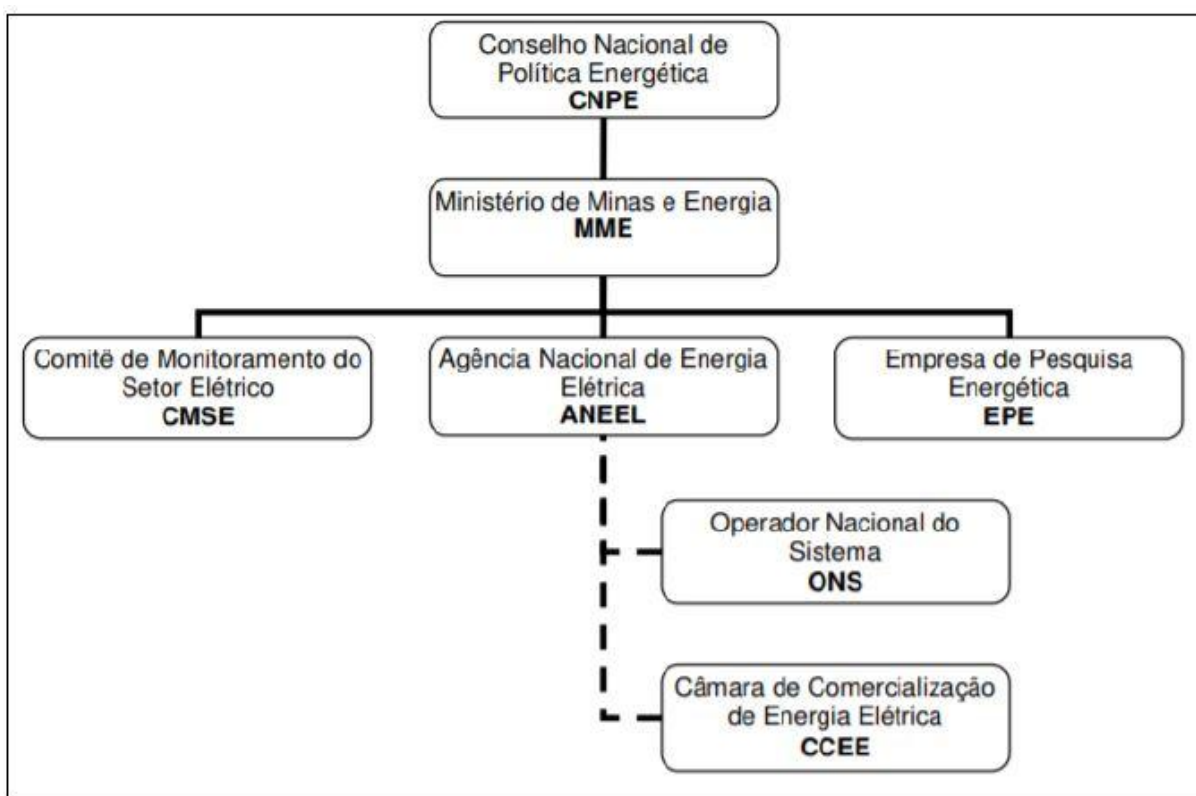 Conselho Nacional de
Política Energética
CNPE
Ministério de Minas e Energia
MME
Comitë de Monitoramento do
Setor Elétrico
CMSE
Agência Nacional de Energia
Elétrica
ANEEL
Empresa de Pesquisa
Energética
EPE
Operador Nacional do
Sistema
ONS
Câmara de Comercialização
de Energia Elétrica
CCEE